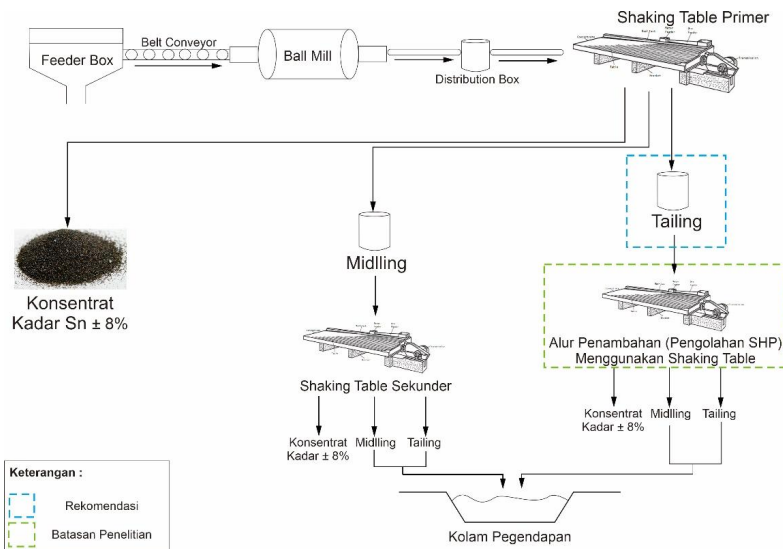 Shaking Table Primer
Belt Conveyor
Feeder Box
Ball Mill
Distribution Box
Tailing
Midlling
Konsentrat
Kadar Sn ± 8%
Alur Penambahan (Pengolahan SHP)
Menggunakan Shaking Table
Shaking Table Sekunder
Konsentrat Midlling Tailing
Kadar ± 8%
Konsentrat Midlling Tailing
Kadar ± 8%
Keterangan :
Rekomendasi
Batasan Penelitian
Kolam Pegendapan